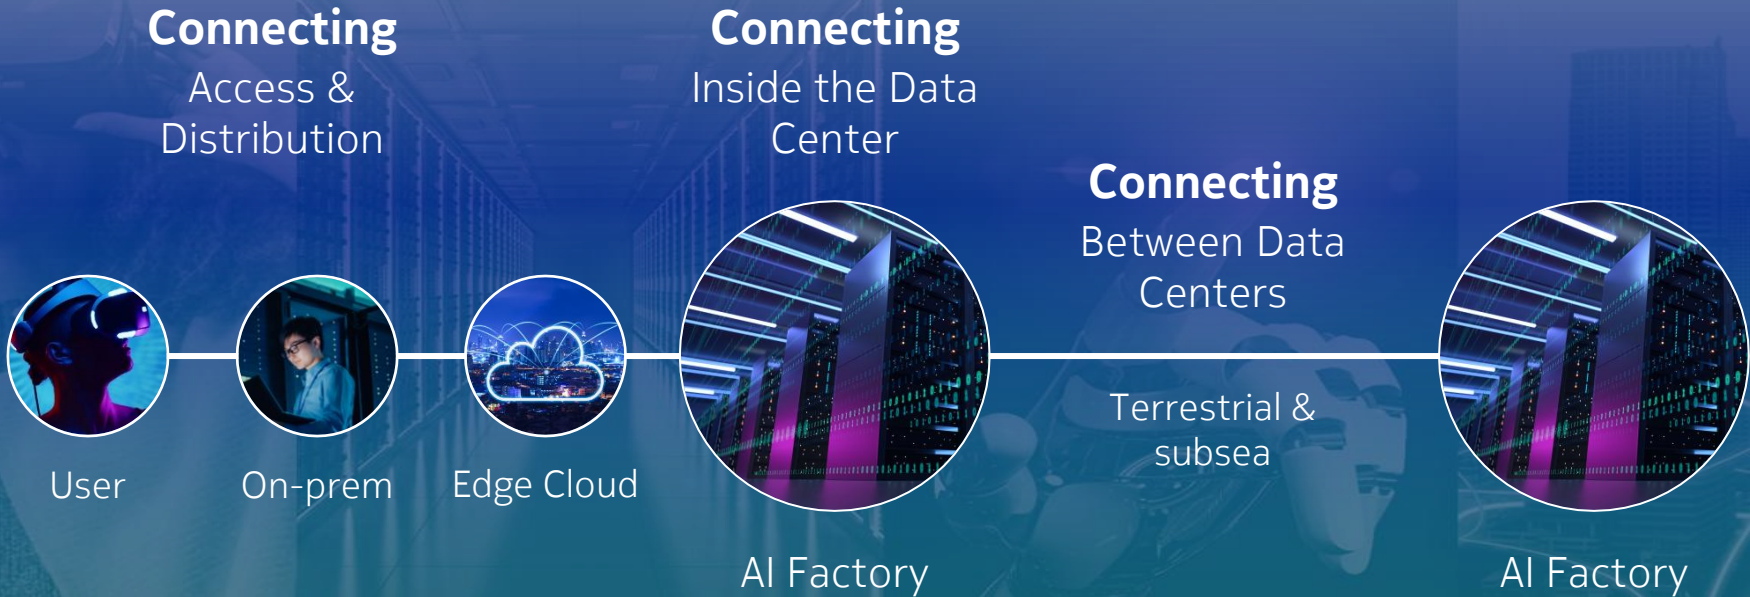 Connecting
Access &
Distribution
Connecting
Inside the Data
Center
Connecting
Between Data
Centers
Terrestrial &
subsea
User
On-prem
Edge Cloud
AI Factory
AI Factory